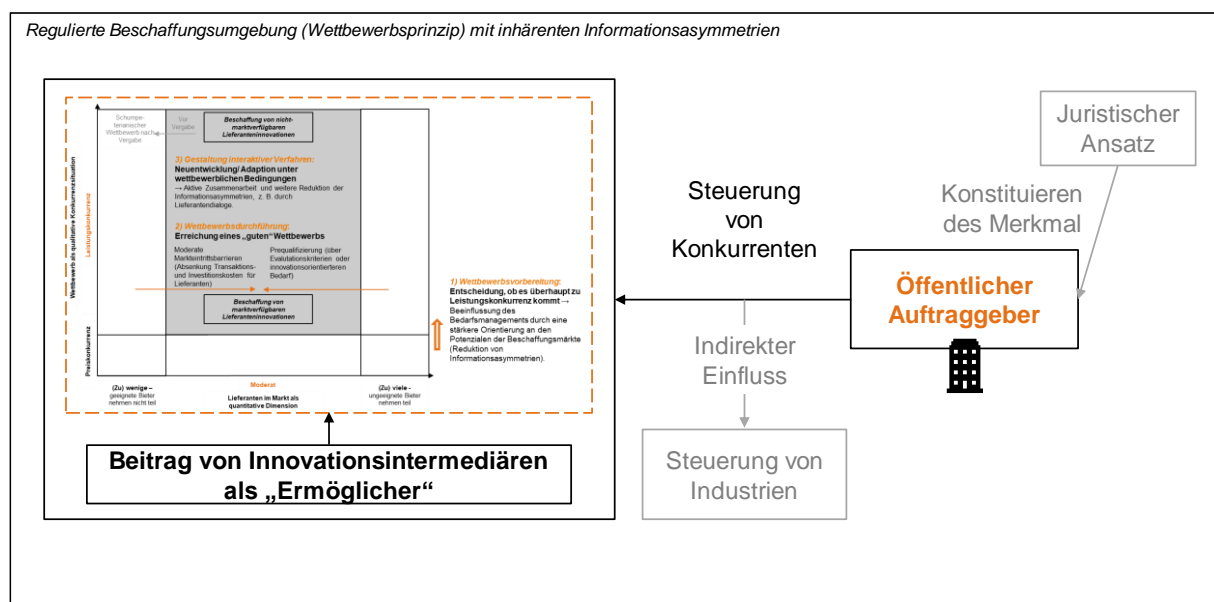 Regulierte Beschaffungsumgebung (Wettbewerbsprinzip) mit inhärenten Informationsasymmetrien
Wettbewerb als qualitative Konkurrenzsituation
Leistungskonkurrenz
Preiskonkurrenz
Schumpe-
terianischer
Wettbewerb nach
Vergabe
Vor
Vergabe
Beschaffung von nicht-
marktverfügbaren
Lieferanteninnovationen
3) Gestaltung interaktiver Verfahren:
Neuentwicklung/ Adaption unter
wettbewerblichen Bedingungen
→ Aktive Zusammenarbeit und weitere Reduktion der
Informationsasymmetrien, z. B. durch
Lieferantendialoge.
2) Wettbewerbsdurchführung:
Erreichung eines „guten“ Wettbewerbs
Moderate
Markteintrittsbarrieren
(Absenkung Transaktions-
und Investitionskosten für
Lieferanten)
Prequalifizierung (über
Evalutationskriterien oder
innovationsorientierteren
Bedarf)
Beschaffung von
marktverfügbaren
Lieferanteninnovationen
1) Wettbewerbsvorbereitung:
Entscheidung, ob es überhaupt zu
Leistungskonkurrenz kommt →
Beeinflussung des
Bedarfsmanagements durch eine
stärkere Orientierung an den
Potenzialen der Beschaffungsmärkte
(Reduktion von
Informationsasymmetrien).
(Zu) wenige –
geeignete Bieter
nehmen nicht teil
Moderat
Lieferanten im Markt als
quantitative Dimension
(Zu) viele -
ungeeignete Bieter
nehmen teil
Beitrag von Innovationsintermediären
als „Ermöglicher“
Steuerung
von
Konkurrenten
Indirekter
Einfluss
Steuerung von
Industrien
Juristischer
Ansatz
Konstituieren
des Merkmal
Öffentlicher
Auftraggeber